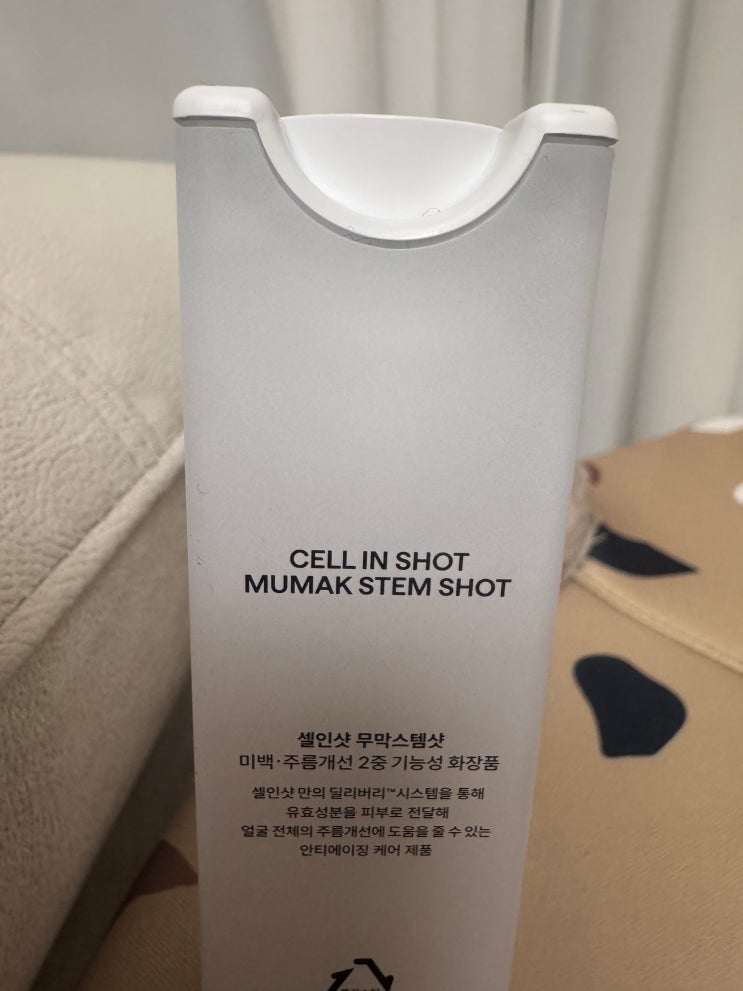 CELL IN SHOT
MUMAK STEM SHOT
셀인샷 무막스템샷
미백·주름개선 2중 기능성 화장품
셀인샷 만의 딜리버리™시스템을 통해
유효성분을 피부로 전달해
얼굴 전체의 주름개선에 도움을 줄 수 있는
안티에이징 케어 제품